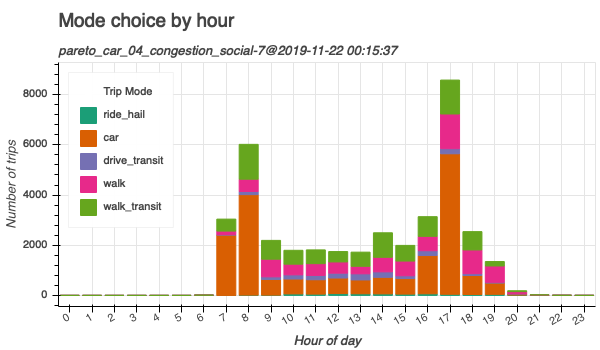 Mode choice by hour
pareto_car_04_congestion_social-7@2019-11-22 00:15:37
Trip Mode
ride_hail
car
drive_transit
walk
walk_transit
Number of trips
8000
6000
4000
2000
0
0 1 2 3 4 5 6 7 8 9 10 11 12 13 14 15 16 17 18 19 20 21 22 23
Hour of day